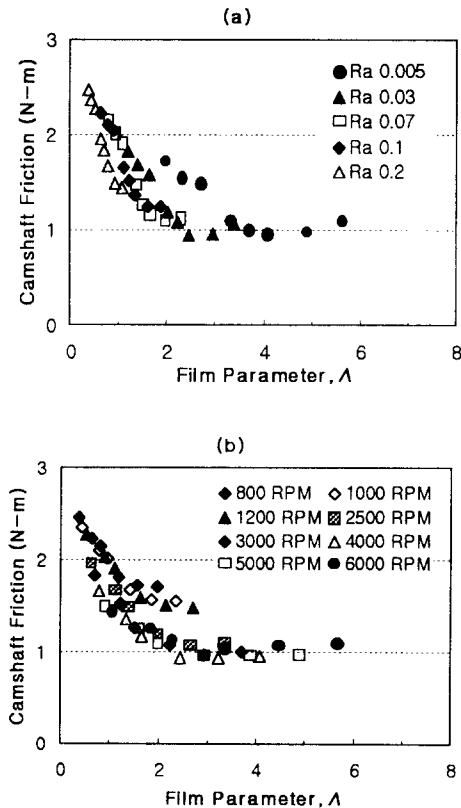 (a)
3
2
1
0
Camshaft Friction (N-m)
Ra 0.005
Ra 0.03
Ra 0.07
Ra 0.1
Ra 0.2
0 2 4 6 8
Film Parameter, Λ
(b)
3
2
1
0
Camshaft Friction (N-m)
800 RPM 1000 RPM
1200 RPM 2500 RPM
3000 RPM 4000 RPM
5000 RPM 6000 RPM
0 2 4 6 8
Film Parameter, Λ